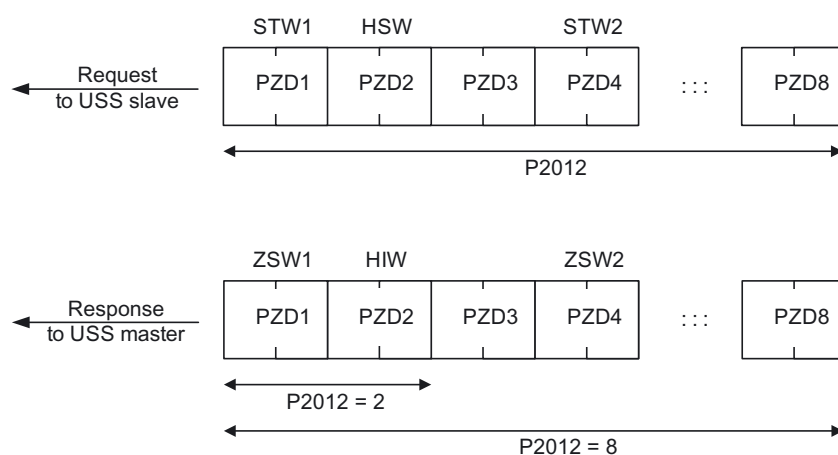 STW1 HSW STW2
Request
to USS slave
PZD1 PZD2 PZD3 PZD4 : : : PZD8
P2012
ZSW1 HIW ZSW2
Response
to USS master
PZD1 PZD2 PZD3 PZD4 : : : PZD8
P2012 = 2
P2012 = 8